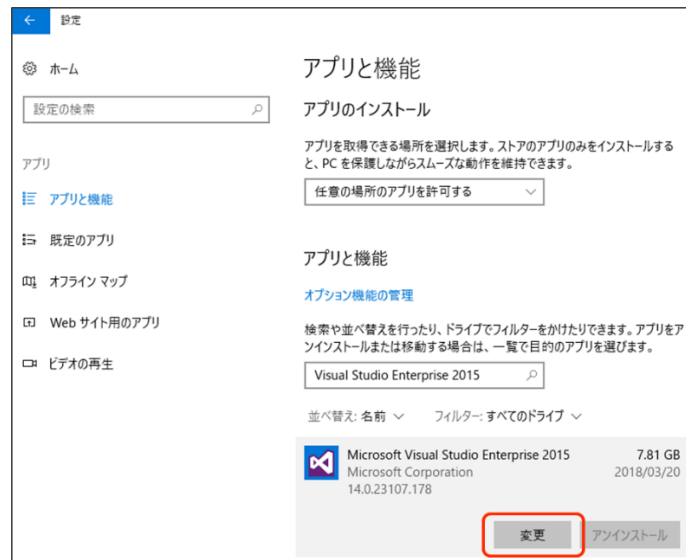 設定
ホーム
設定の検索
アプリ
アプリと機能
既定のアプリ
オフライン マップ
Web サイト用のアプリ
ビデオの再生
アプリと機能
アプリのインストール
アプリを取得できる場所を選択します。ストアのアプリのみをインストールする
と、PC を保護しながらスムーズな動作を維持できます。
任意の場所のアプリを許可する
アプリと機能
オプション機能の管理
検索や並べ替えを行ったり、ドライブでフィルターをかけたりできます。アプリをア
ンインストールまたは移動する場合は、一覧で目的のアプリを選びます。
Visual Studio Enterprise 2015
並べ替え: 名前 フィルター: すべてのドライブ
Microsoft Visual Studio Enterprise 2015 7.81 GB
Microsoft Corporation 2018/03/20
14.0.23107.178
変更 アンインストール